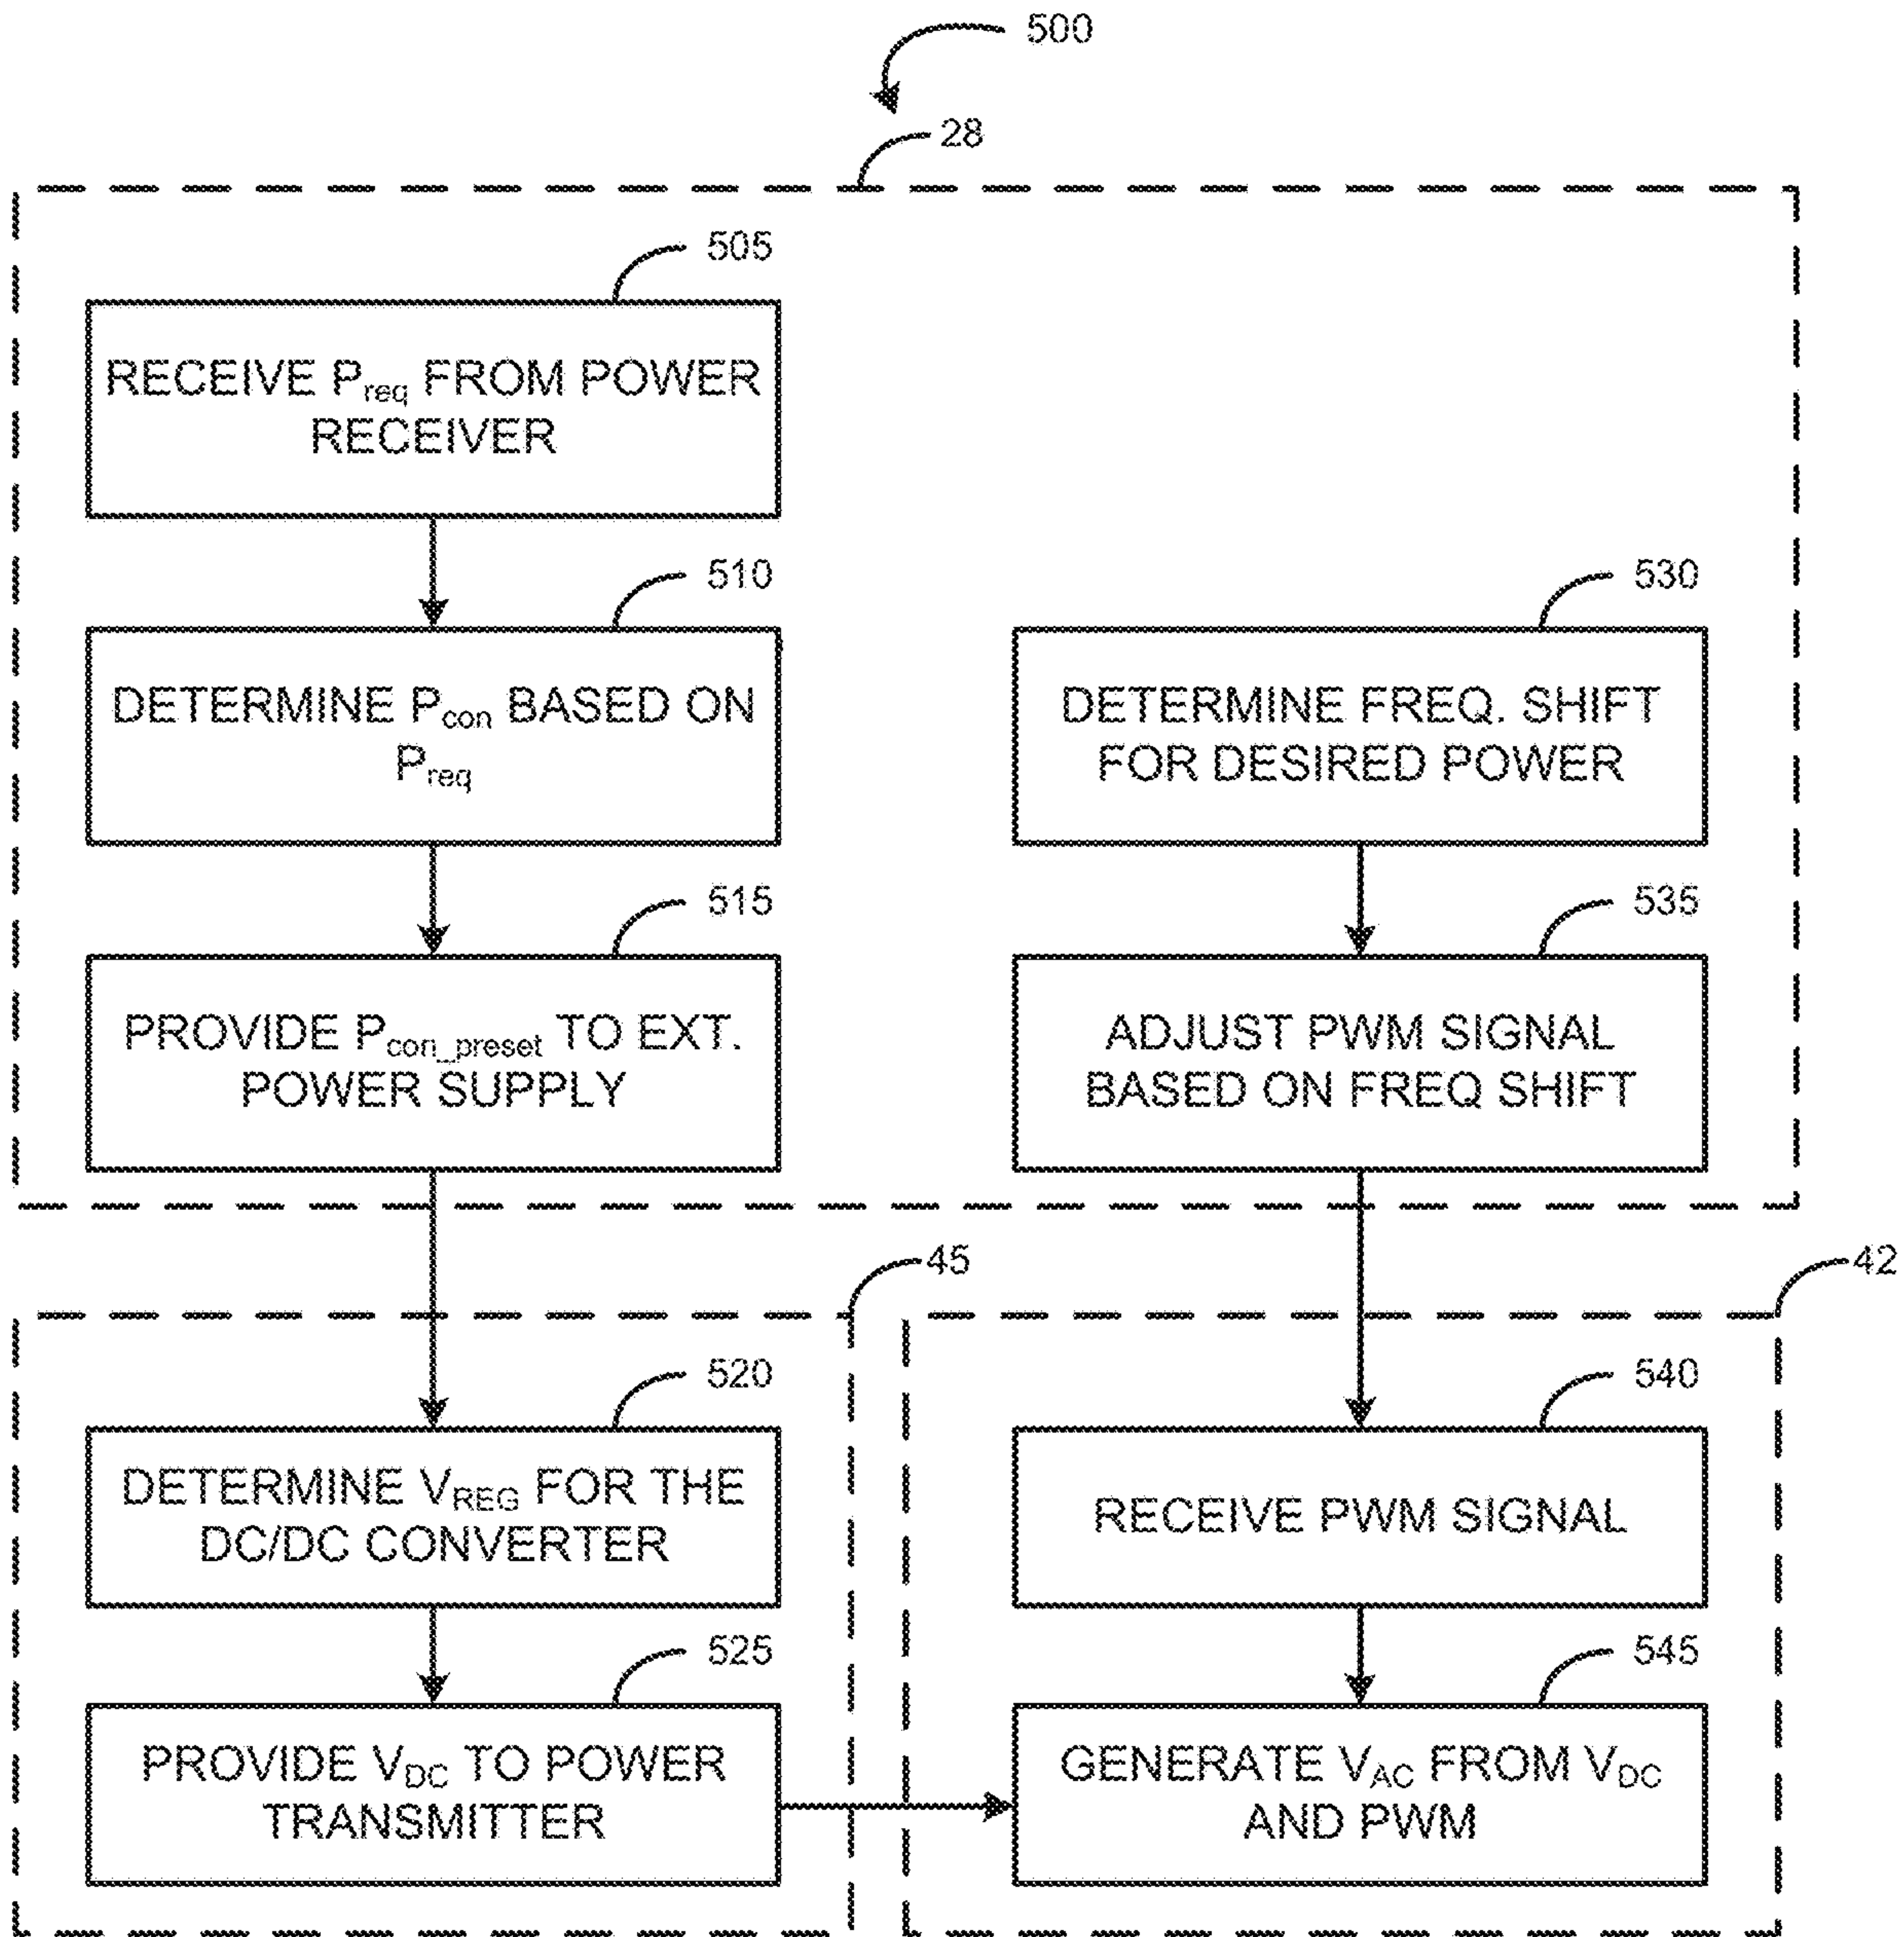 500
28
505
RECEIVE Preq FROM POWER
RECEIVER
510
DETERMINE Pcon BASED ON
Preq
515
PROVIDE Pcon_preset TO EXT.
POWER SUPPLY
530
DETERMINE FREQ. SHIFT
FOR DESIRED POWER
535
ADJUST PWM SIGNAL
BASED ON FREQ SHIFT
45
520
DETERMINE VREG FOR THE
DC/DC CONVERTER
525
PROVIDE VDC TO POWER
TRANSMITTER
42
540
RECEIVE PWM SIGNAL
545
GENERATE VAC FROM VDC
AND PWM